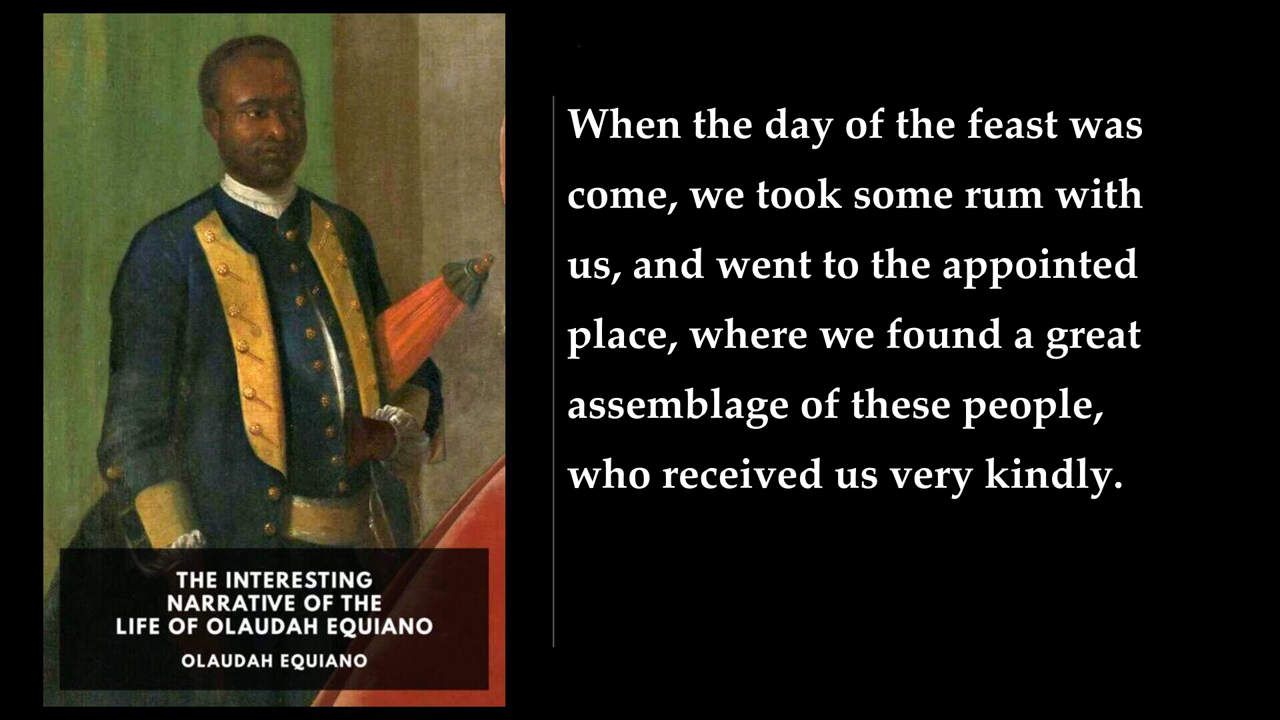 THE INTERESTING
NARRATIVE OF THE
LIFE OF OLAUDAH EQUIANO
OLAUDAH EQUIANO
When the day of the feast was
come, we took some rum with
us, and went to the appointed
place, where we found a great
assemblage of these people,
who received us very kindly.